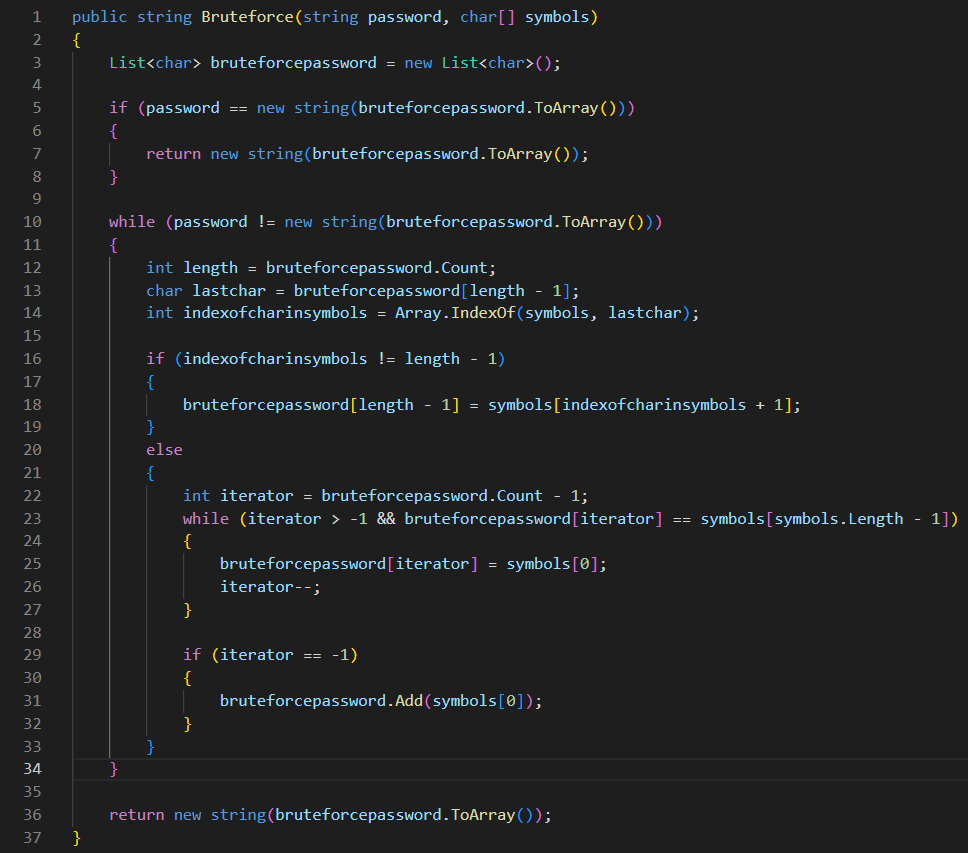 1 public string Bruteforce(string password, char[] symbols)
2 {
3     List<char> bruteforcepassword = new List<char>();
4
5     if (password == new string(bruteforcepassword.ToArray()))
6     {
7         return new string(bruteforcepassword.ToArray());
8     }
9
10     while (password != new string(bruteforcepassword.ToArray()))
11     {
12         int length = bruteforcepassword.Count;
13         char lastchar = bruteforcepassword[length - 1];
14         int indexofcharinsymbols = Array.IndexOf(symbols, lastchar);
15
16         if (indexofcharinsymbols != length - 1)
17         {
18             bruteforcepassword[length - 1] = symbols[indexofcharinsymbols + 1];
19         }
20         else
21         {
22             int iterator = bruteforcepassword.Count - 1;
23             while (iterator > -1 && bruteforcepassword[iterator] == symbols[symbols.Length - 1])
24             {
25                 bruteforcepassword[iterator] = symbols[0];
26                 iterator--;
27             }
28
29             if (iterator == -1)
30             {
31                 bruteforcepassword.Add(symbols[0]);
32             }
33         }
34     }
35
36     return new string(bruteforcepassword.ToArray());
37 }